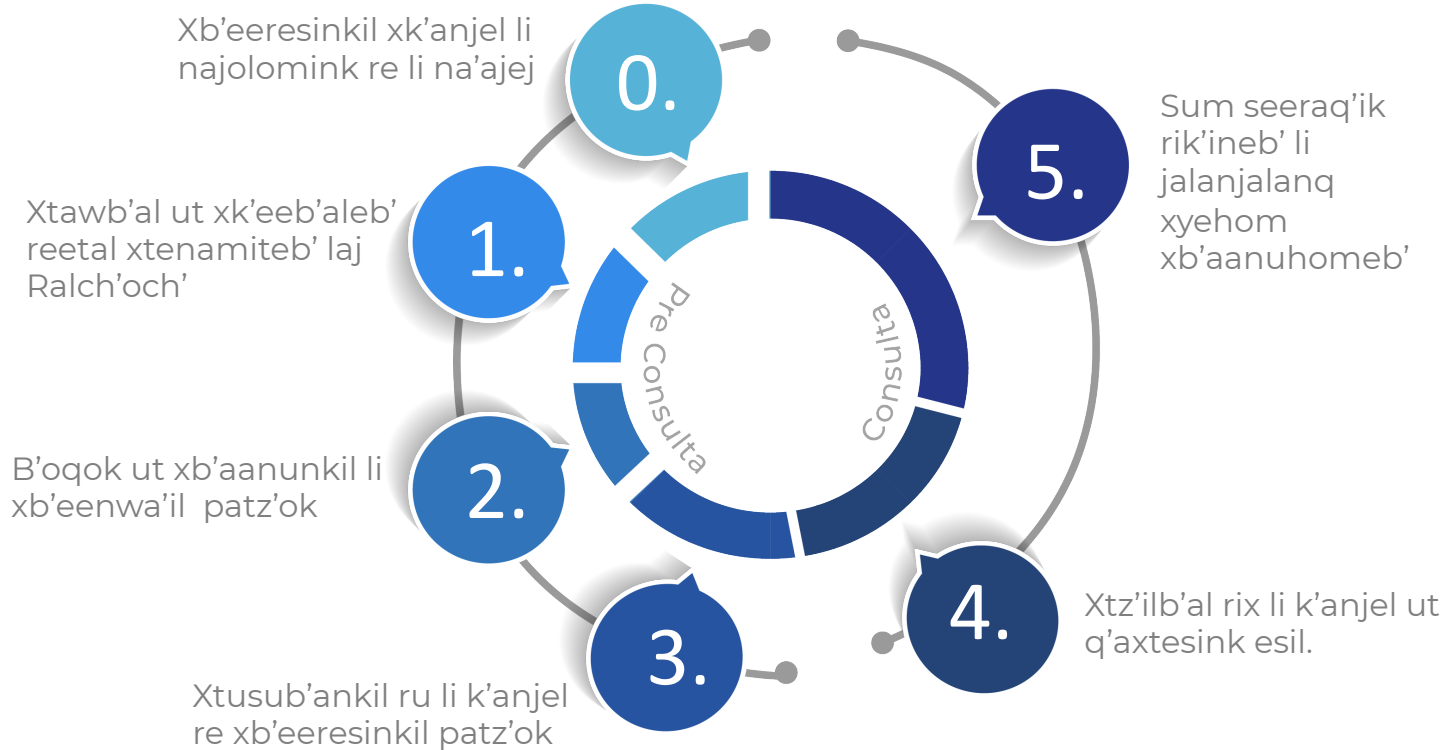 0.
Xb’eeresinkil xk’anjel li
najolomink re li na’ajej
1.
Xtawb’al ut xk’eeb’aleb’
reetal xtenamiteb’ laj
Ralch’och’
2.
B’oqok ut xb’aanunkil li
xb’eenwa’il patz’ok
3.
Xtusub’ankil ru li k’anjel
re xb’eeresinkil patz’ok
4.
Xtz’ilb’al rix li k’anjel ut
q’axtesink esil.
5.
Sum seeraq’ik
rik’ineb’ li
jalanjalanq
xyehom
xb’aanuhomeb’
Pre Consulta
Consulta